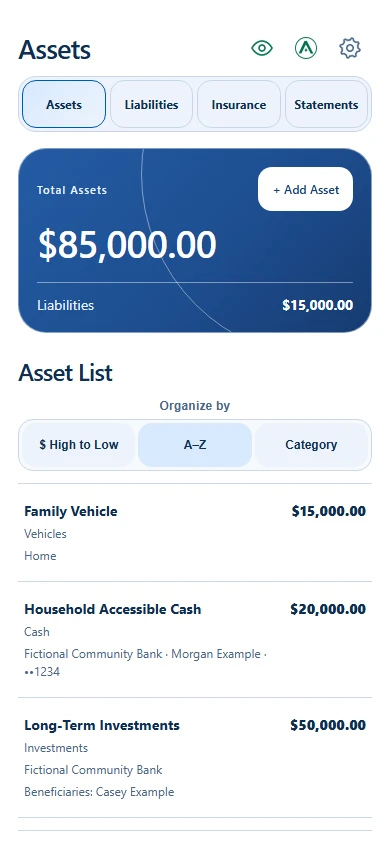 Assets
Assets
Liabilities
Insurance
Statements
Total Assets
+ Add Asset
$85,000.00
Liabilities
$15,000.00
Asset List
Organize by
$ High to Low
A–Z
Category
Family Vehicle
$15,000.00
Vehicles
Home
Household Accessible Cash
$20,000.00
Cash
Fictional Community Bank · Morgan Example ·
••1234
Long-Term Investments
$50,000.00
Investments
Fictional Community Bank
Beneficiaries: Casey Example